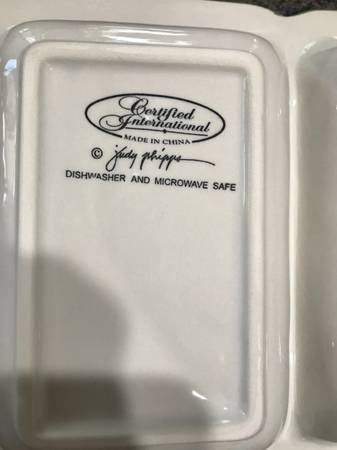 Certified
International
MADE IN CHINA
© judy phipps
DISHWASHER AND MICROWAVE SAFE